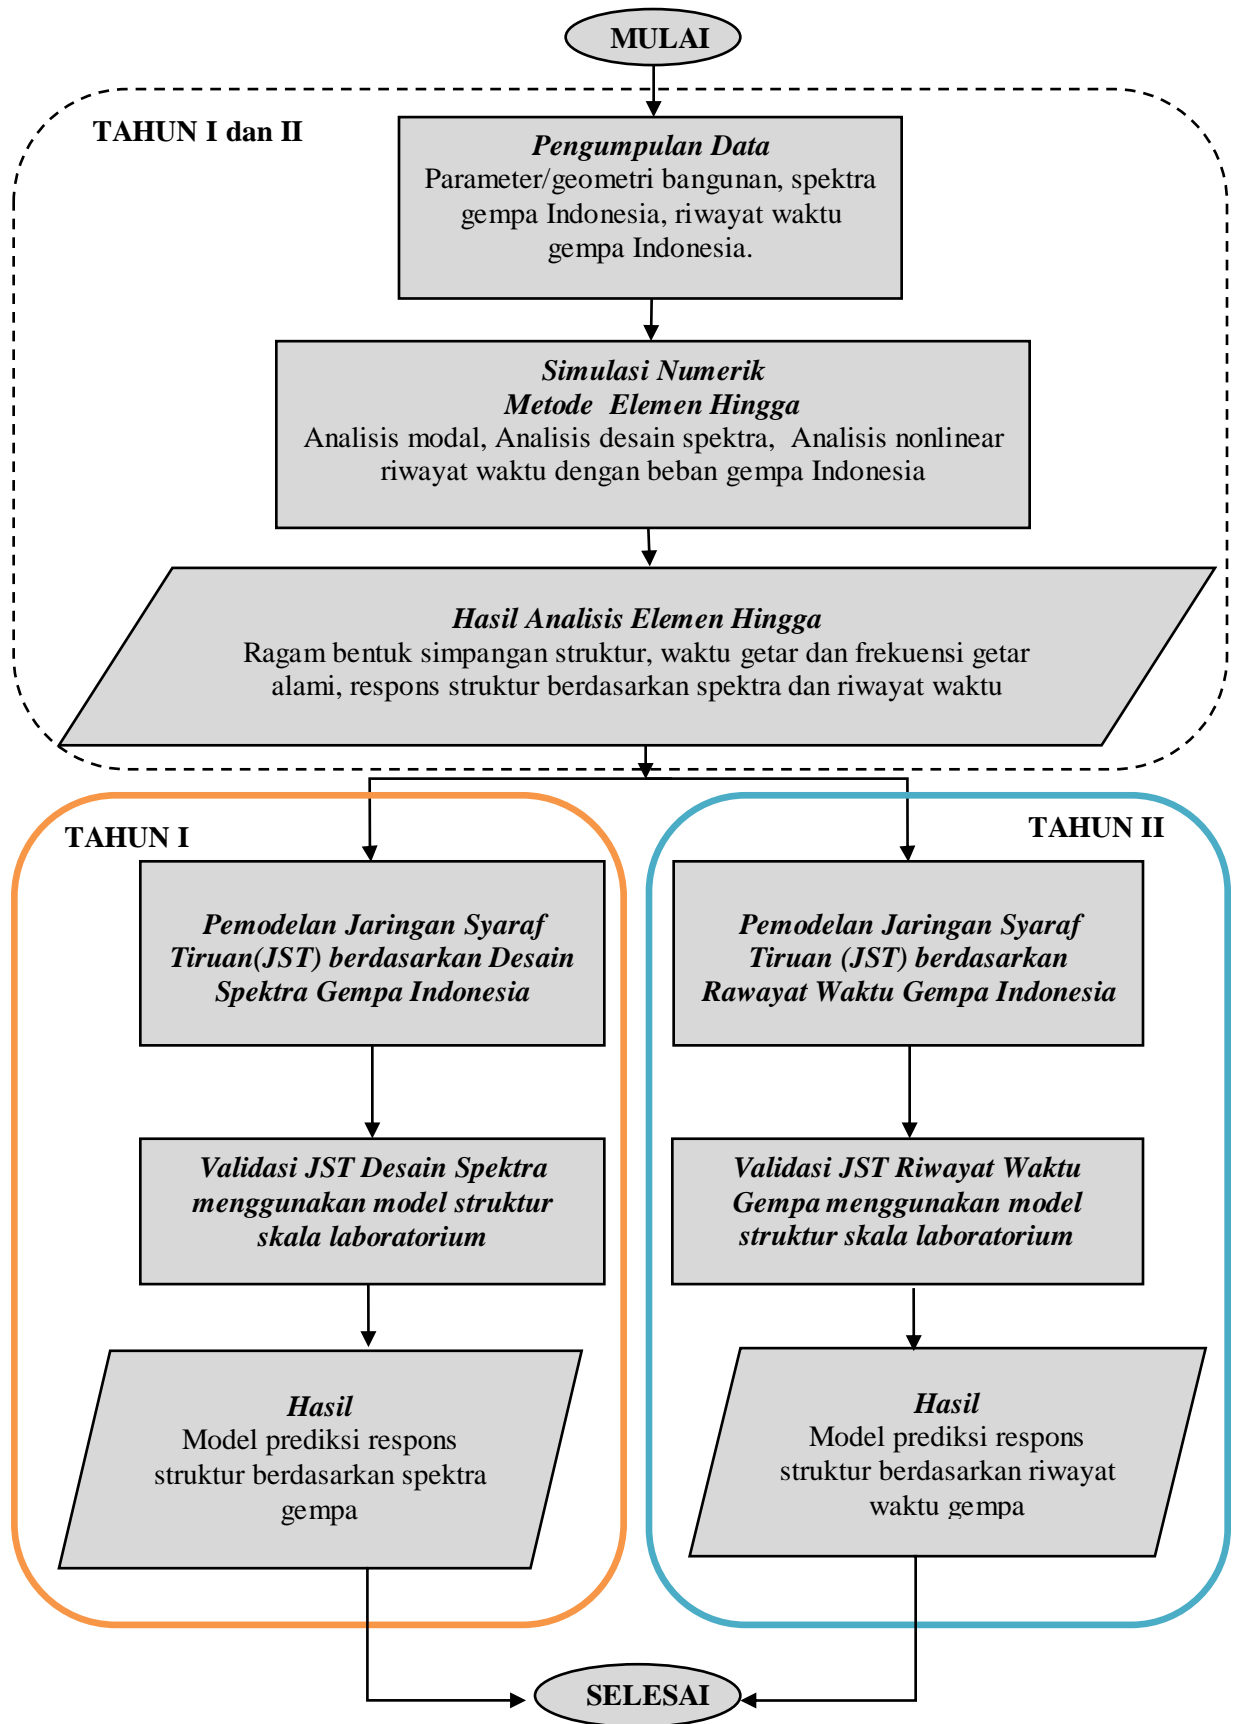 MULAI
TAHUN I dan II
Pengumpulan Data
Parameter/geometri bangunan, spektra
gempa Indonesia, riwayat waktu
gempa Indonesia.
Simulasi Numerik
Metode Elemen Hingga
Analisis modal, Analisis desain spektra, Analisis nonlinear
riwayat waktu dengan beban gempa Indonesia
Hasil Analisis Elemen Hingga
Ragam bentuk simpangan struktur, waktu getar dan frekuensi getar
alami, respons struktur berdasarkan spektra dan riwayat waktu
TAHUN I
Pemodelan Jaringan Syaraf
Tiruan(JST) berdasarkan Desain
Spektra Gempa Indonesia
Validasi JST Desain Spektra
menggunakan model struktur
skala laboratorium
Hasil
Model prediksi respons
struktur berdasarkan spektra
gempa
TAHUN II
Pemodelan Jaringan Syaraf
Tiruan (JST) berdasarkan
Rawayat Waktu Gempa Indonesia
Validasi JST Riwayat Waktu
Gempa menggunakan model
struktur skala laboratorium
Hasil
Model prediksi respons
struktur berdasarkan riwayat
waktu gempa
SELESAI